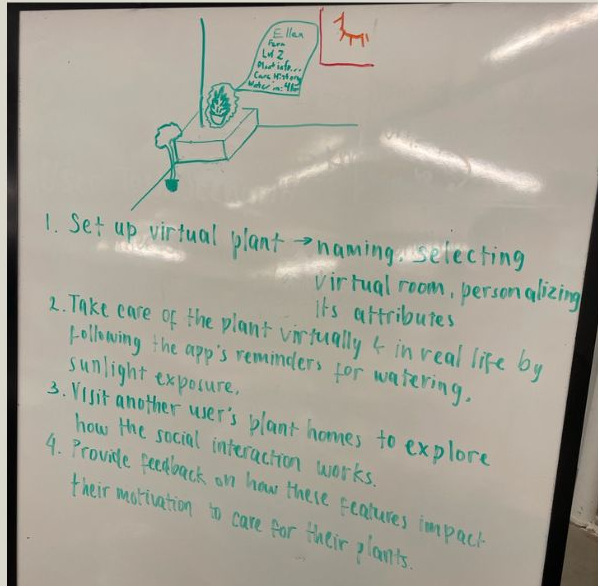 Ellen
Fern
Lvl 2
Plant info...
Care History
Water in: 4hr
1. Set up virtual plant → naming, selecting
virtual room, personalizing
its attributes
2. Take care of the plant virtually & in real life by
following the app's reminders for watering,
sunlight exposure.
3. Visit another user's plant homes to explore
how the social interaction works.
4. Provide feedback on how these features impact
their motivation to care for their plants.